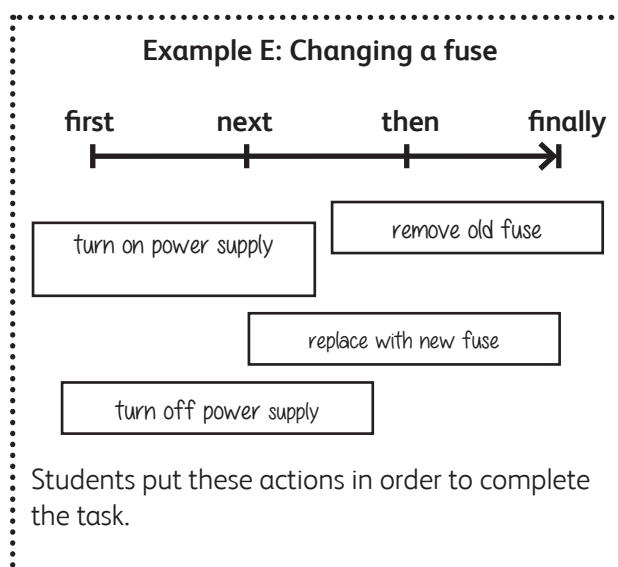 Example E: Changing a fuse
first next then finally
turn on power supply
remove old fuse
replace with new fuse
turn off power supply
Students put these actions in order to complete
the task.